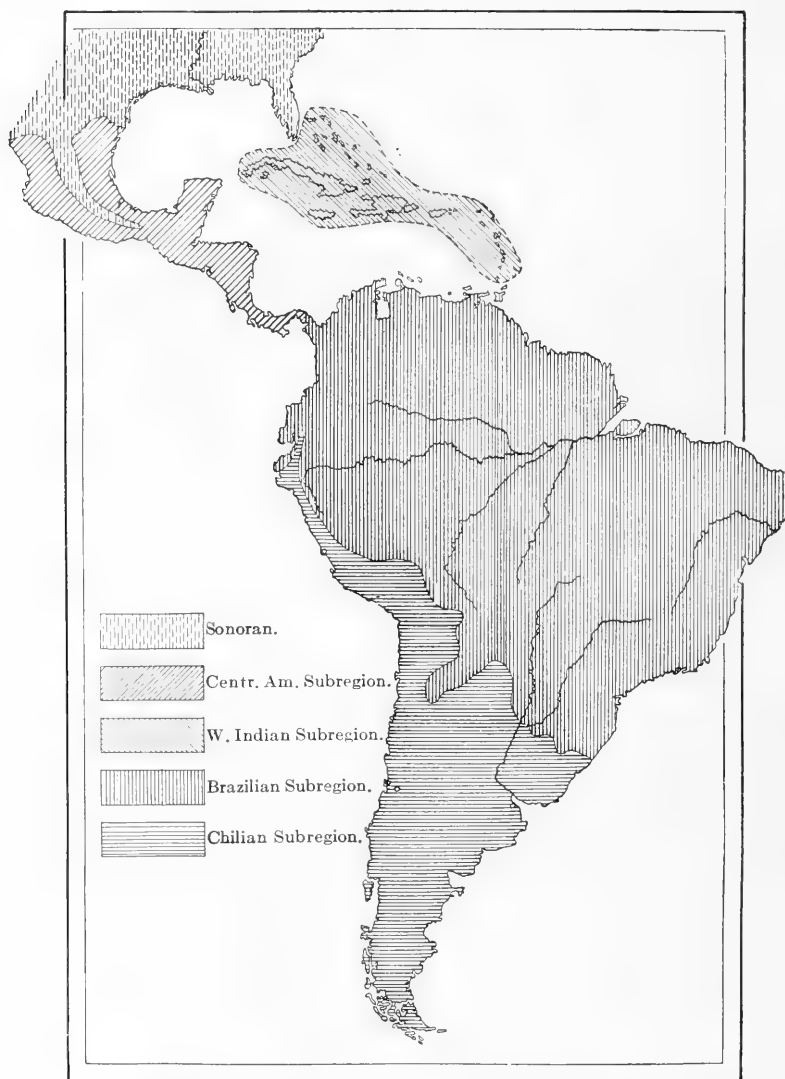 Sonoran.
Centr. Am. Subregion.
W. Indian Subregion.
Brazilian Subregion.
Chilian Subregion.